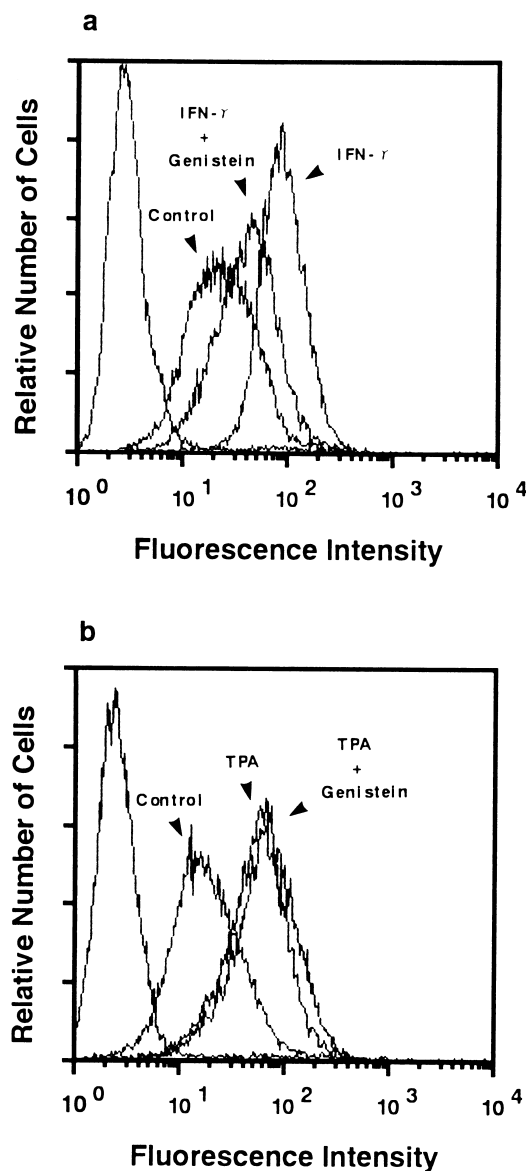 a
Relative Number of Cells
IFN-γ
+
Genistein
IFN-γ
Control
10^0 10^1 10^2 10^3 10^4
Fluorescence Intensity
b
Relative Number of Cells
TPA
TPA
+
Genistein
Control
10^0 10^1 10^2 10^3 10^4
Fluorescence Intensity